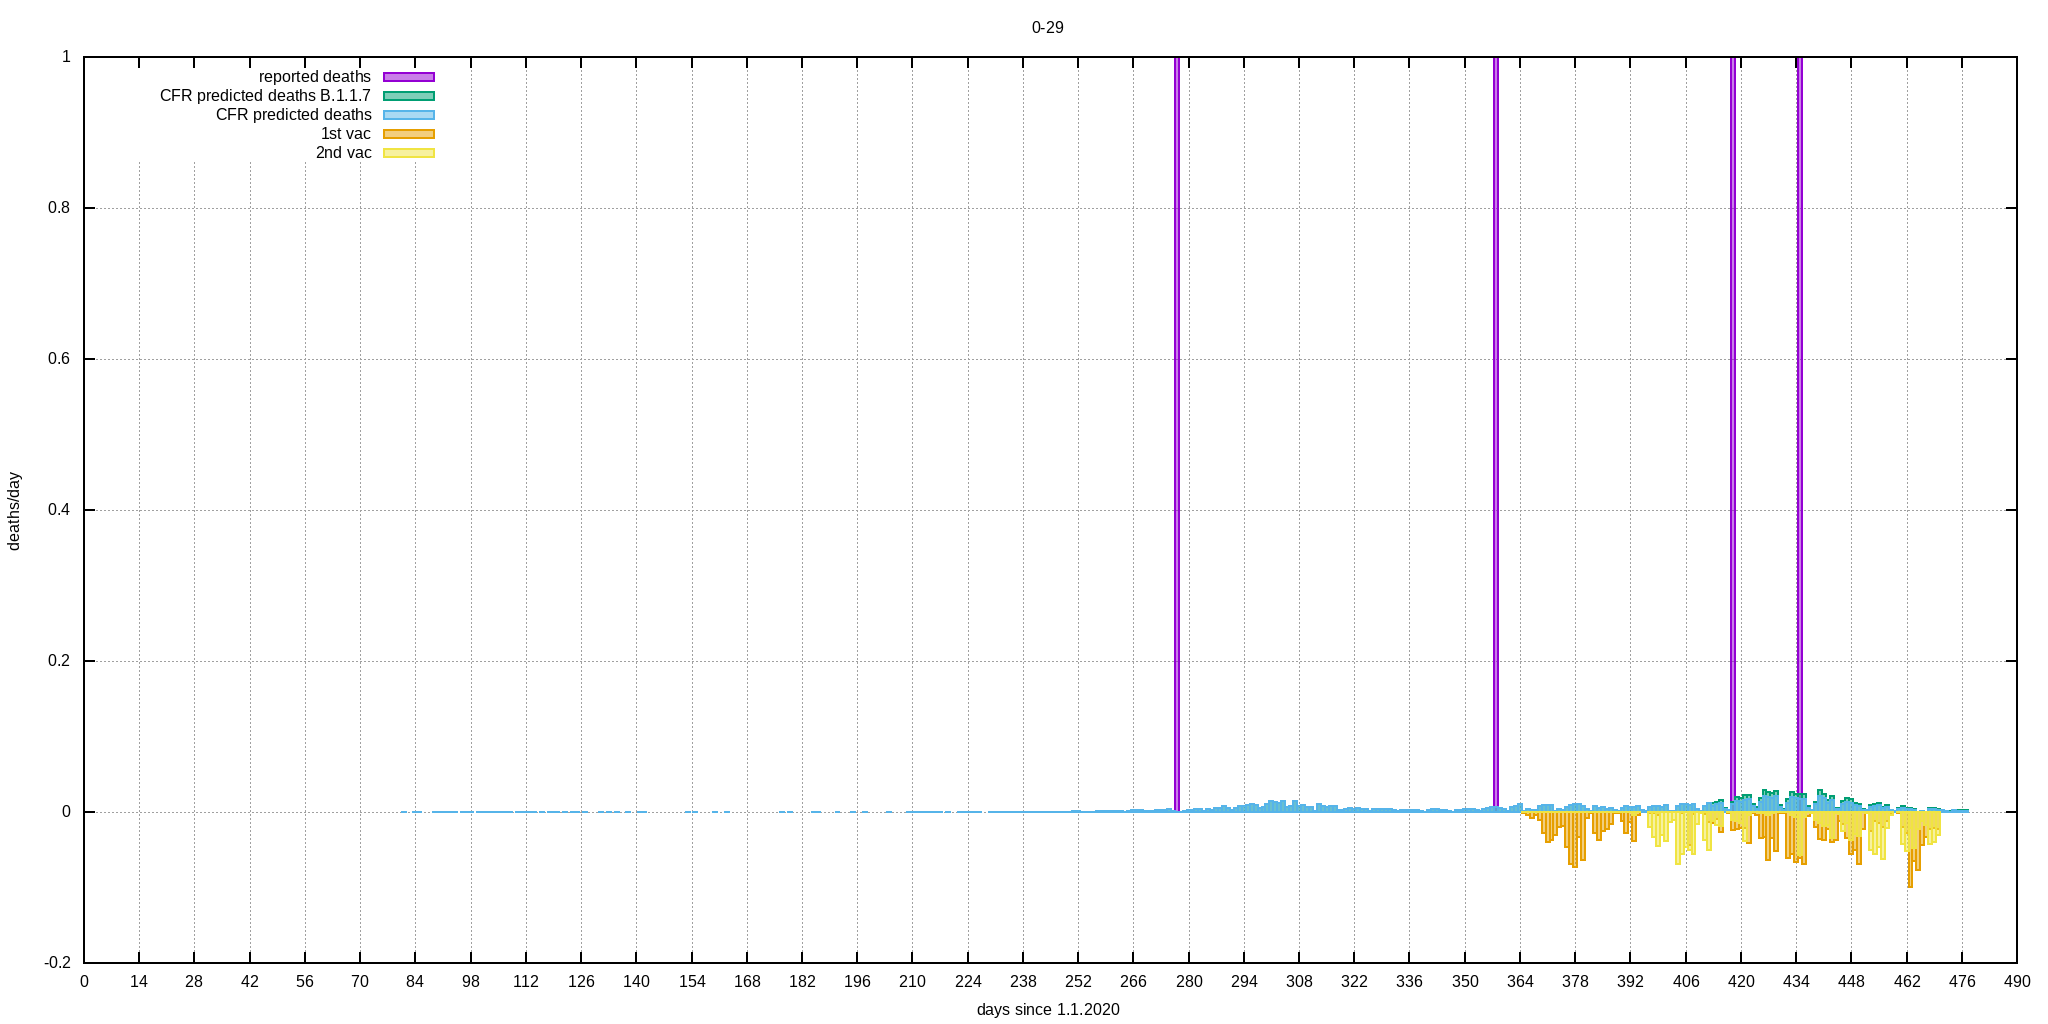 0-29
reported deaths
CFR predicted deaths B.1.1.7
CFR predicted deaths
1st vac
2nd vac
1
0.8
0.6
0.4
0.2
0
-0.2
deaths/day
0 14 28 42 56 70 84 98 112 126 140 154 168 182 196 210 224 238 252 266 280 294 308 322 336 350 364 378 392 406 420 434 448 462 476 490
days since 1.1.2020